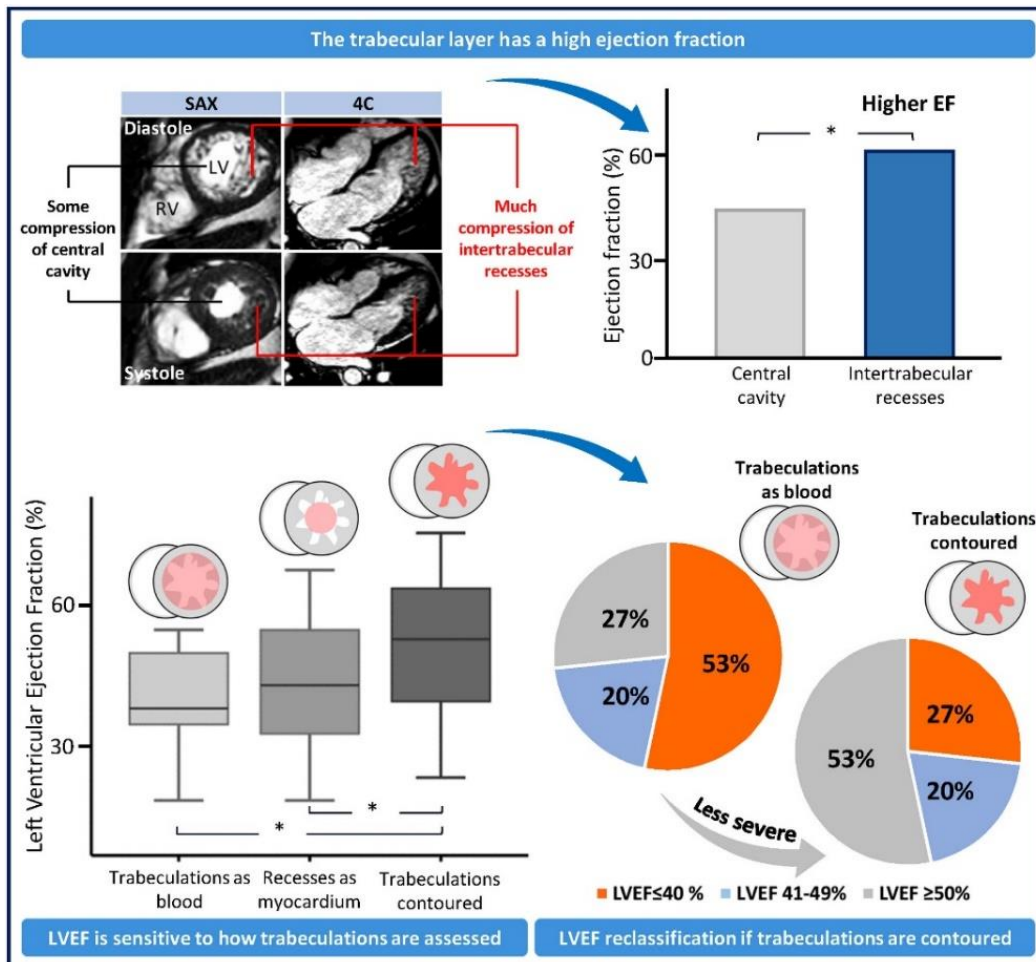 The trabecular layer has a high ejection fraction
SAX
4C
Diastole
LV
RV
Systole
Some
compression
of central
cavity
Much
compression of
intertrabecular
recesses
Higher EF
*
Ejection fraction (%)
60
30
0
Central
cavity
Intertrabecular
recesses
Left Ventricular Ejection Fraction (%)
60
30
*
*
Trabeculations as
blood
Recesses as
myocardium
Trabeculations
contoured
LVEF is sensitive to how trabeculations are assessed
Trabeculations
as blood
27%
53%
20%
Trabeculations
contoured
53%
27%
20%
Less severe
LVEF≤40 %
LVEF 41-49%
LVEF ≥50%
LVEF reclassification if trabeculations are contoured